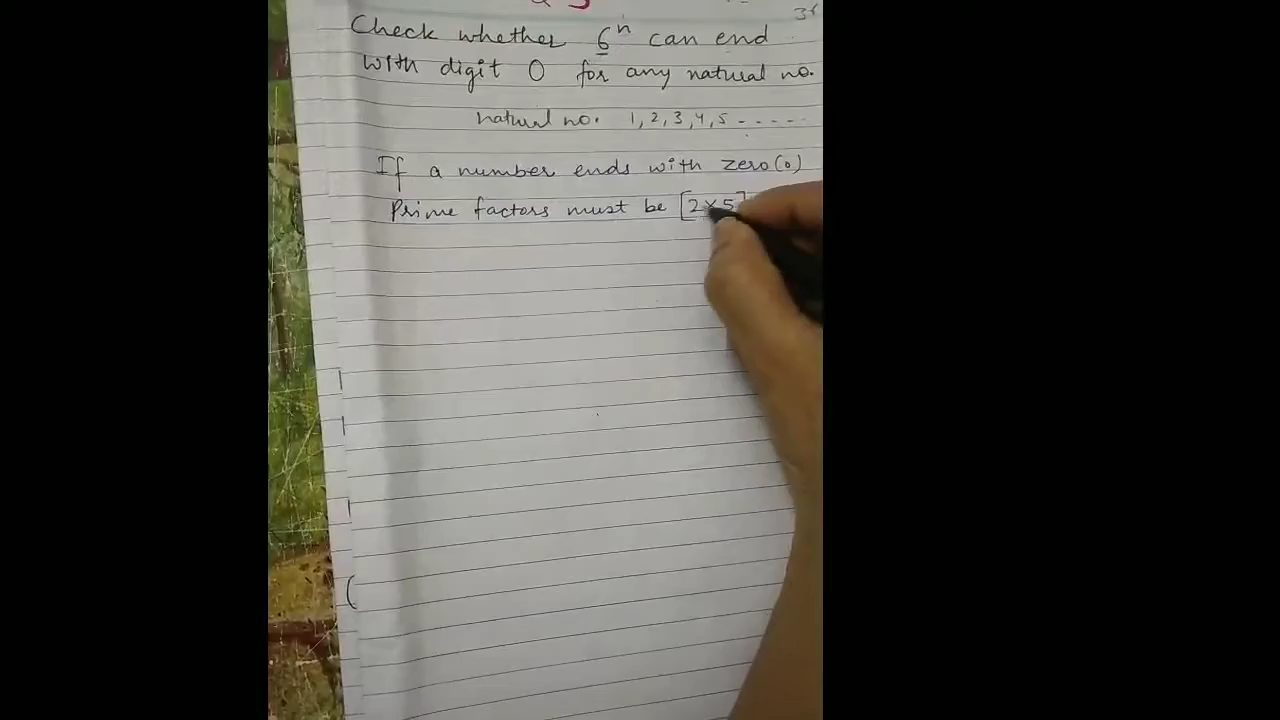 Check whether 6ⁿ can end
with digit 0 for any natural no.
natural no. 1, 2, 3, 4, 5 - - - - -
If a number ends with zero (0)
Prime factors must be [2×5]